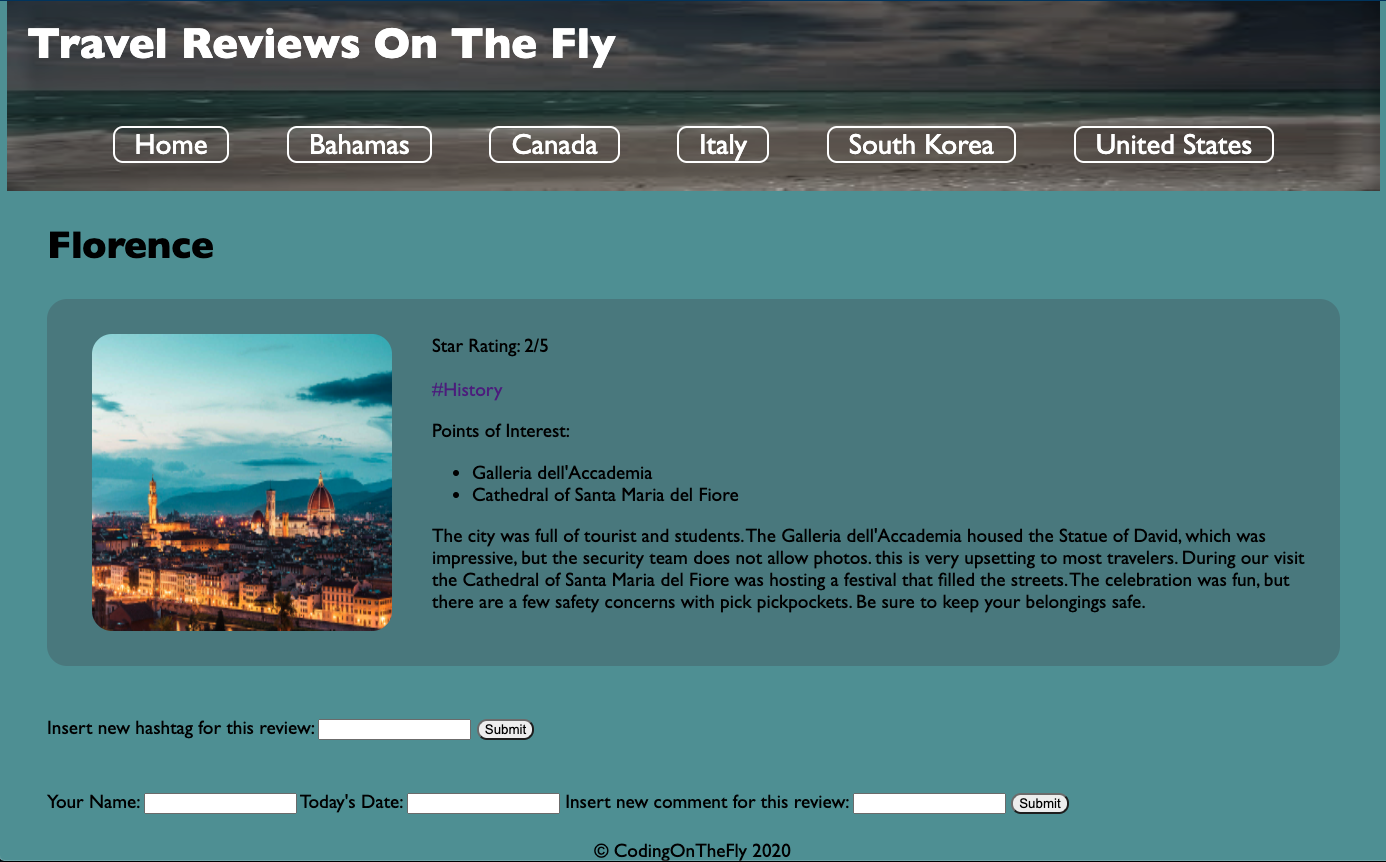 Travel Reviews On The Fly
Home Bahamas Canada Italy South Korea United States
Florence
Star Rating: 2/5
#History
Points of Interest:
• Galleria dell'Accademia
• Cathedral of Santa Maria del Fiore
The city was full of tourist and students. The Galleria dell'Accademia housed the Statue of David, which was
impressive, but the security team does not allow photos. this is very upsetting to most travelers. During our visit
the Cathedral of Santa Maria del Fiore was hosting a festival that filled the streets. The celebration was fun, but
there are a few safety concerns with pick pickpockets. Be sure to keep your belongings safe.
Insert new hashtag for this review: Submit
Your Name: Today's Date: Insert new comment for this review: Submit
© CodingOnTheFly 2020